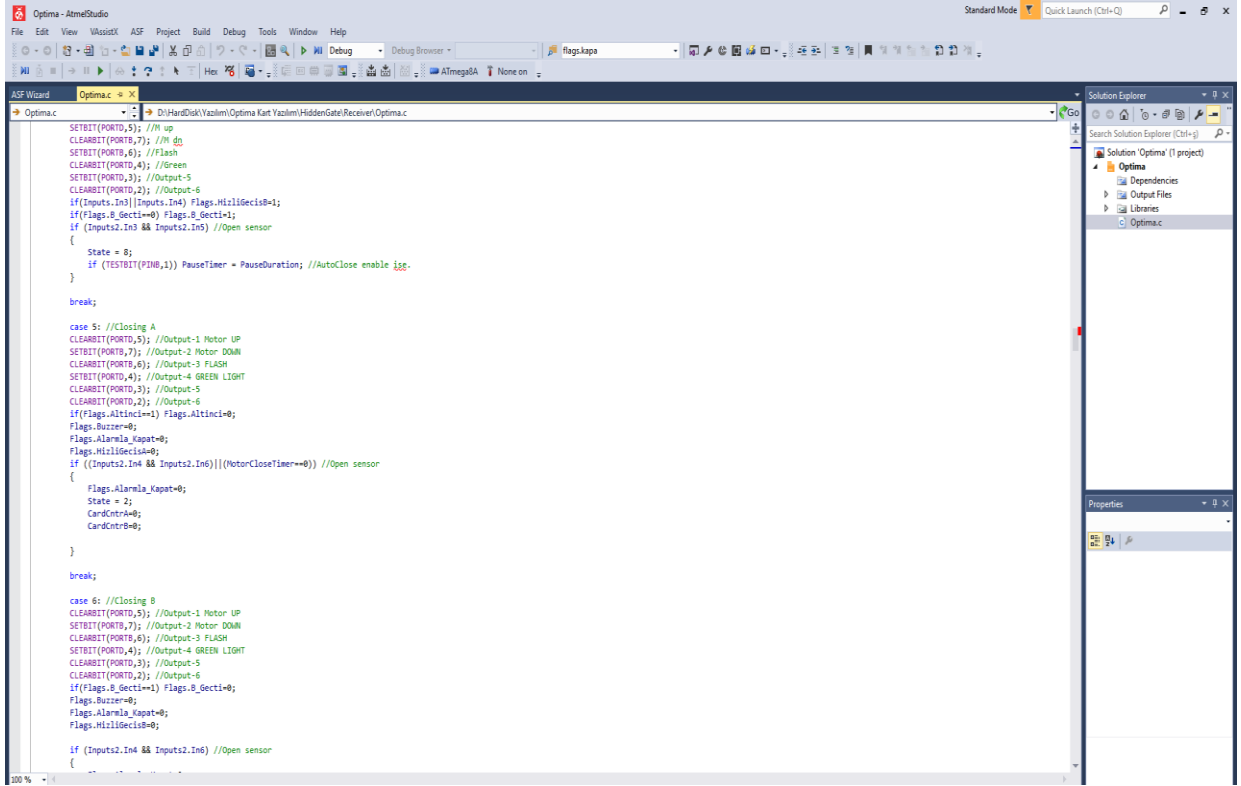 Optima - AtmelStudio
Standard Mode
Quick Launch (Ctrl+Q)
File Edit View VAssistX ASF Project Build Debug Tools Window Help
Debug
Debug Browser
flags.kapa
Hex
ATmega8A
None on
ASF Wizard
Optima.c
Optima.c
D:\HardDisk\Yazılım\Optima Kart Yazılım\HiddenGate\Receiver\Optima.c
Go
SETBIT(PORTD,5); //M up
CLEARBIT(PORTB,7); //M dn
SETBIT(PORTB,6); //Flash
CLEARBIT(PORTD,4); //Green
SETBIT(PORTD,3); //Output-5
CLEARBIT(PORTD,2); //Output-6
if(Inputs.In3||Inputs.In4) Flags.HizliGecisB=1;
if(Flags.B_Gecti==0) Flags.B_Gecti=1;
if (Inputs2.In3 && Inputs2.In5) //Open sensor
{
State = 8;
if (TESTBIT(PINB,1)) PauseTimer = PauseDuration; //AutoClose enable ise.
}
break;
case 5: //Closing A
CLEARBIT(PORTD,5); //Output-1 Motor UP
SETBIT(PORTB,7); //Output-2 Motor DOWN
CLEARBIT(PORTB,6); //Output-3 FLASH
SETBIT(PORTD,4); //Output-4 GREEN LIGHT
CLEARBIT(PORTD,3); //Output-5
CLEARBIT(PORTD,2); //Output-6
if(Flags.Altinci==1) Flags.Altinci=0;
Flags.Buzzer=0;
Flags.Alarmla_Kapat=0;
Flags.HizliGecisA=0;
if ((Inputs2.In4 && Inputs2.In6)||(MotorCloseTimer==0)) //Open sensor
{
Flags.Alarmla_Kapat=0;
State = 2;
CardCntrA=0;
CardCntrB=0;
}
break;
case 6: //Closing B
CLEARBIT(PORTD,5); //Output-1 Motor UP
SETBIT(PORTB,7); //Output-2 Motor DOWN
CLEARBIT(PORTB,6); //Output-3 FLASH
SETBIT(PORTD,4); //Output-4 GREEN LIGHT
CLEARBIT(PORTD,3); //Output-5
CLEARBIT(PORTD,2); //Output-6
if(Flags.B_Gecti==1) Flags.B_Gecti=0;
Flags.Buzzer=0;
Flags.Alarmla_Kapat=0;
Flags.HizliGecisB=0;
if (Inputs2.In4 && Inputs2.In6) //Open sensor
{
100 %
Solution Explorer
Search Solution Explorer (Ctrl+ş)
Solution 'Optima' (1 project)
Optima
Dependencies
Output Files
Libraries
Optima.c
Properties